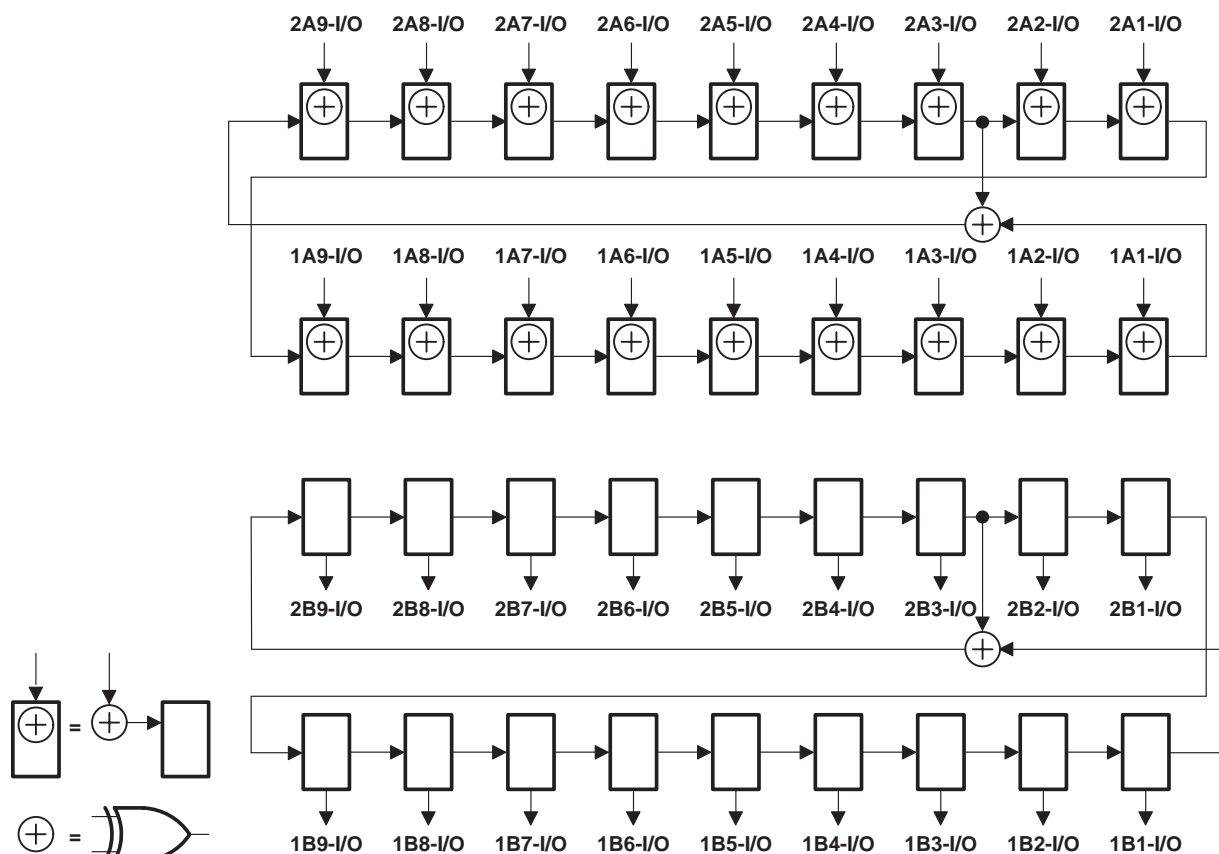 2A9-I/O 2A8-I/O 2A7-I/O 2A6-I/O 2A5-I/O 2A4-I/O 2A3-I/O 2A2-I/O 2A1-I/O
1A9-I/O 1A8-I/O 1A7-I/O 1A6-I/O 1A5-I/O 1A4-I/O 1A3-I/O 1A2-I/O 1A1-I/O
2B9-I/O 2B8-I/O 2B7-I/O 2B6-I/O 2B5-I/O 2B4-I/O 2B3-I/O 2B2-I/O 2B1-I/O
=
=
1B9-I/O 1B8-I/O 1B7-I/O 1B6-I/O 1B5-I/O 1B4-I/O 1B3-I/O 1B2-I/O 1B1-I/O